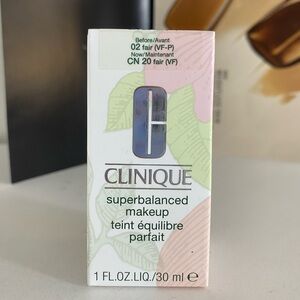 Before/Avant
02 fair (VF-P)
Now/Maintenant
CN 20 fair (VF)
CLINIQUE
superbalanced
makeup
teint équilibre
parfait
1 FL.OZ.LIQ./30 ml ℮